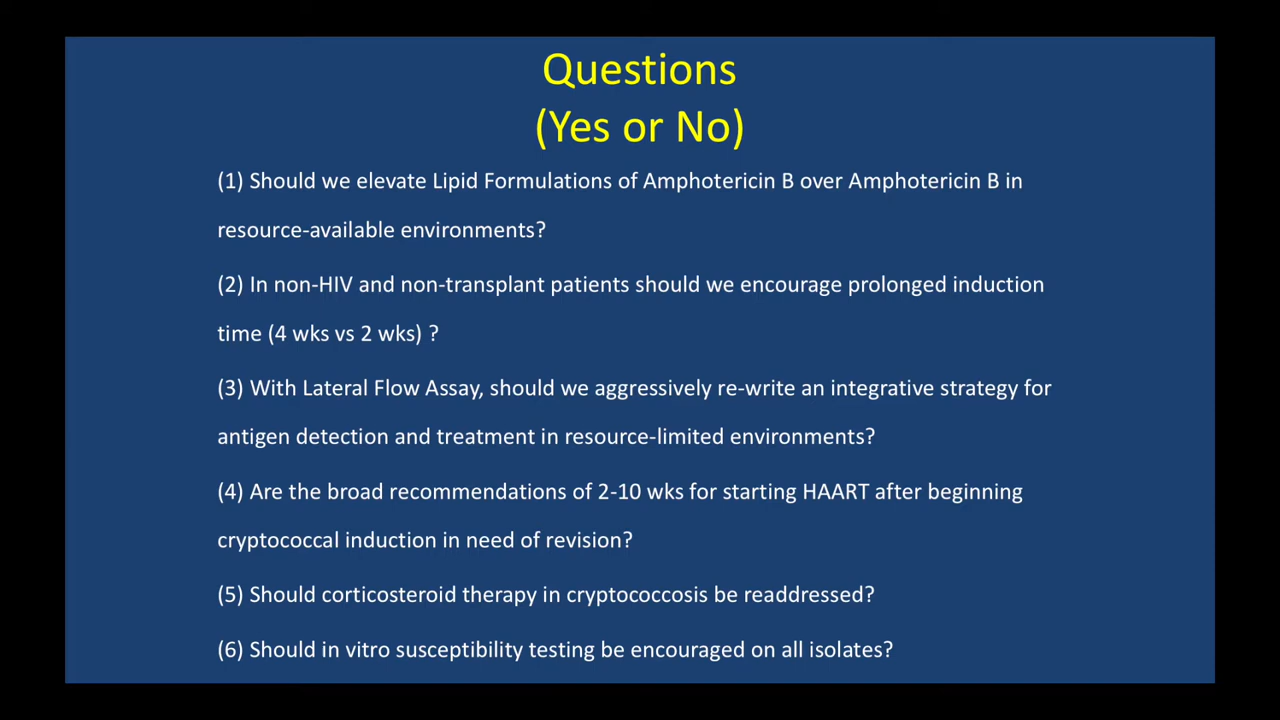 Questions
(Yes or No)
(1) Should we elevate Lipid Formulations of Amphotericin B over Amphotericin B in
resource-available environments?
(2) In non-HIV and non-transplant patients should we encourage prolonged induction
time (4 wks vs 2 wks) ?
(3) With Lateral Flow Assay, should we aggressively re-write an integrative strategy for
antigen detection and treatment in resource-limited environments?
(4) Are the broad recommendations of 2-10 wks for starting HAART after beginning
cryptococcal induction in need of revision?
(5) Should corticosteroid therapy in cryptococcosis be readdressed?
(6) Should in vitro susceptibility testing be encouraged on all isolates?